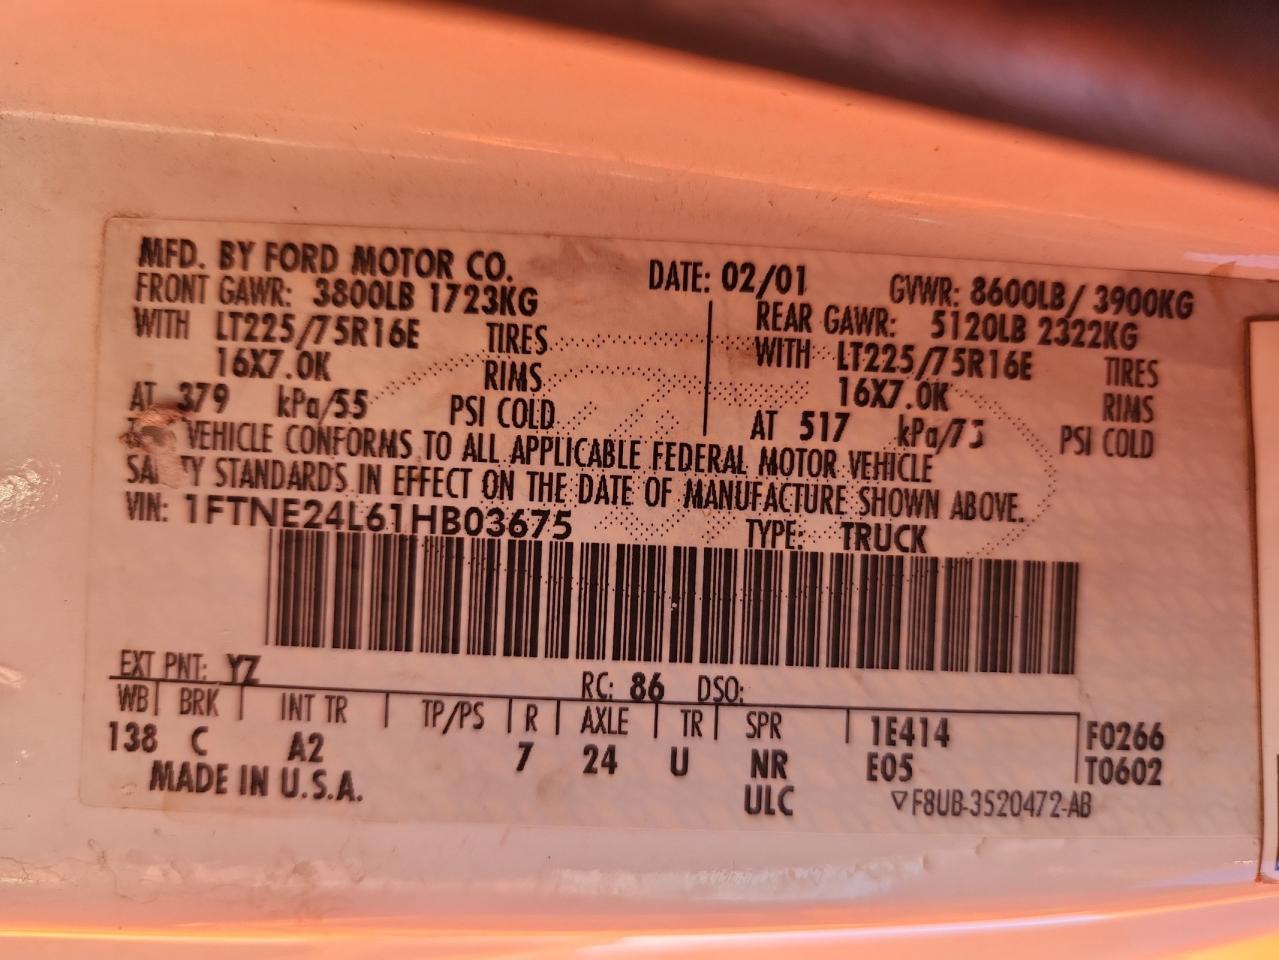 MFD. BY FORD MOTOR CO. DATE: 02/01 GVWR: 8600LB/ 3900KG
FRONT GAWR: 3800LB 1723KG REAR GAWR: 5120LB 2322KG
WITH LT225/75R16E TIRES WITH LT225/75R16E TIRES
16X7.0K RIMS 16X7.0K RIMS
AT 379 kPa/55 PSI COLD AT 517 kPa/75 PSI COLD
VEHICLE CONFORMS TO ALL APPLICABLE FEDERAL MOTOR VEHICLE
STANDARDS IN EFFECT ON THE DATE OF MANUFACTURE SHOWN ABOVE.
VIN: 1FTNE24L61HB03675 TYPE: TRUCK
EXT PNT: YZ RC: 86 DSO:
WB BRK INT TR TP/PS R AXLE TR SPR 1E414 F0266
138 C A2 7 24 U NR E05 T0602
MADE IN U.S.A. ULC ▽F8UB-3520472-AB